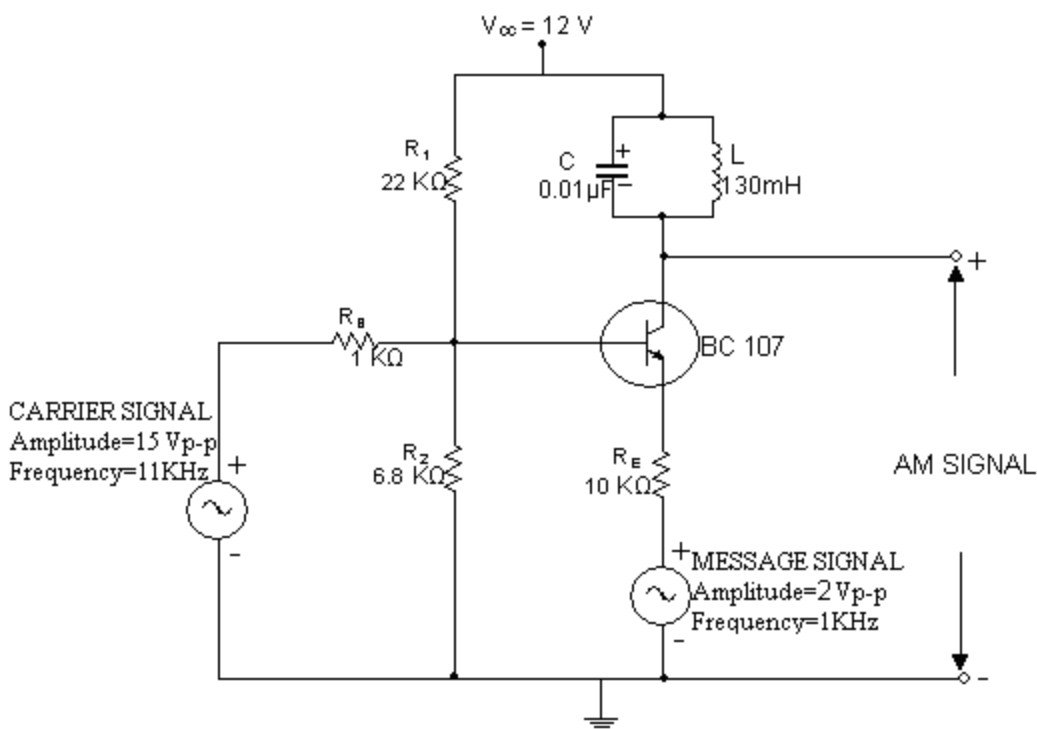 V∞ = 12 V
R1
22 KΩ
C
0.01µF
+
−
L
130mH
+
RB
1 KΩ
BC 107
CARRIER SIGNAL
Amplitude=15 Vp-p
Frequency=11KHz
+
-
R2
6.8 KΩ
RE
10 KΩ
AM SIGNAL
+
MESSAGE SIGNAL
Amplitude=2 Vp-p
Frequency=1KHz
-
-